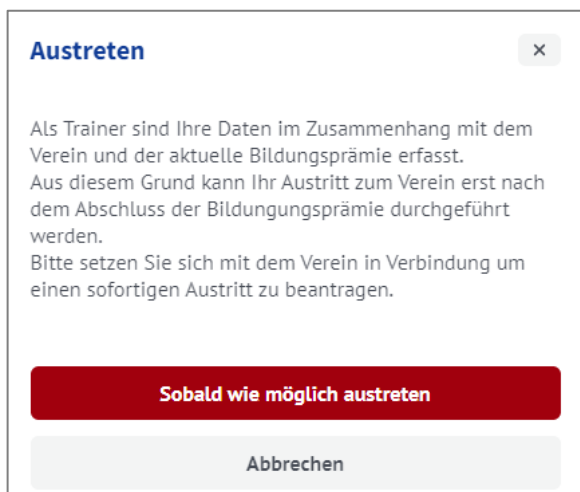 Austreten
×
Als Trainer sind Ihre Daten im Zusammenhang mit dem
Verein und der aktuelle Bildungsprämie erfasst.
Aus diesem Grund kann Ihr Austritt zum Verein erst nach
dem Abschluss der Bildungungsprämie durchgeführt
werden.
Bitte setzen Sie sich mit dem Verein in Verbindung um
einen sofortigen Austritt zu beantragen.
Sobald wie möglich austreten
Abbrechen